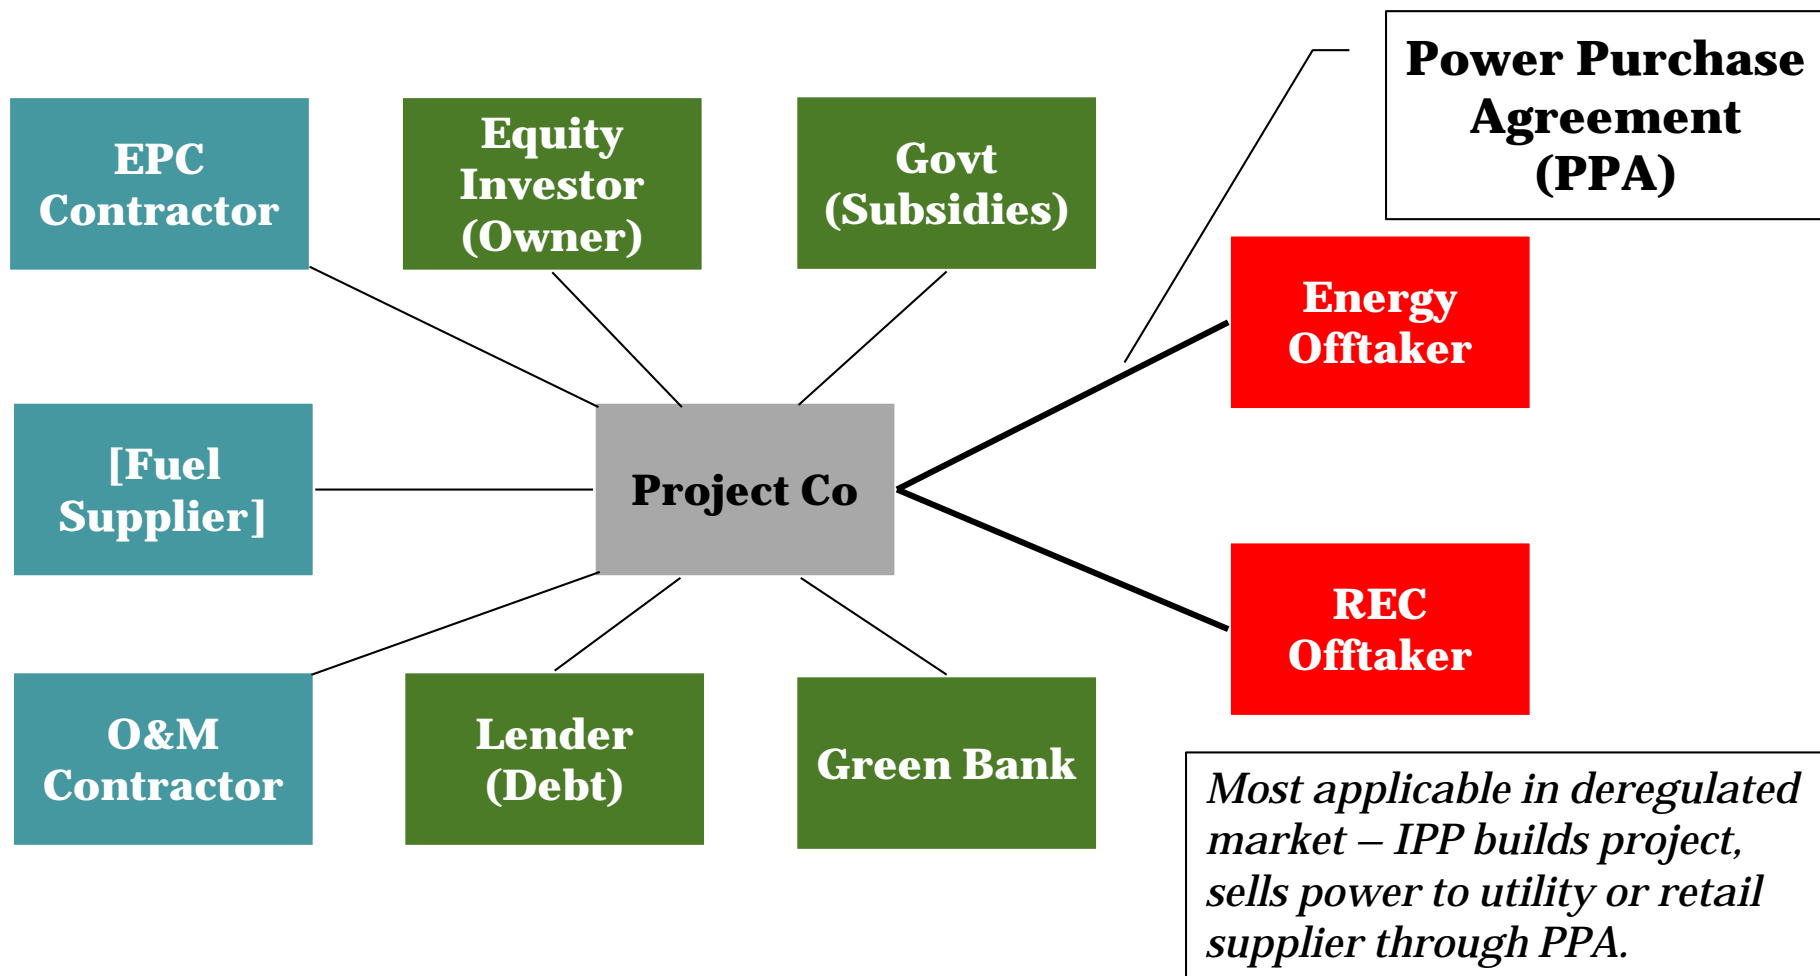 Power Purchase
Agreement
(PPA)
EPC
Contractor
Equity
Investor
(Owner)
Govt
(Subsidies)
Energy
Offtaker
[Fuel
Supplier]
Project Co
REC
Offtaker
O&M
Contractor
Lender
(Debt)
Green Bank
Most applicable in deregulated
market – IPP builds project,
sells power to utility or retail
supplier through PPA.